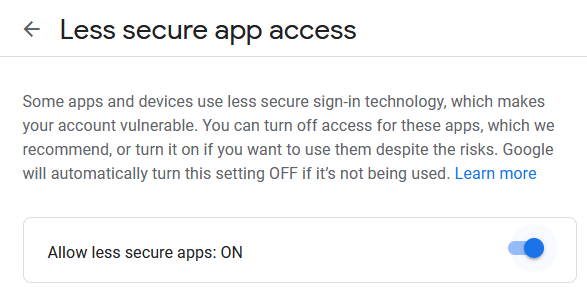 Less secure app access
Some apps and devices use less secure sign-in technology, which makes
your account vulnerable. You can turn off access for these apps, which we
recommend, or turn it on if you want to use them despite the risks. Google
will automatically turn this setting OFF if it's not being used. Learn more
Allow less secure apps: ON